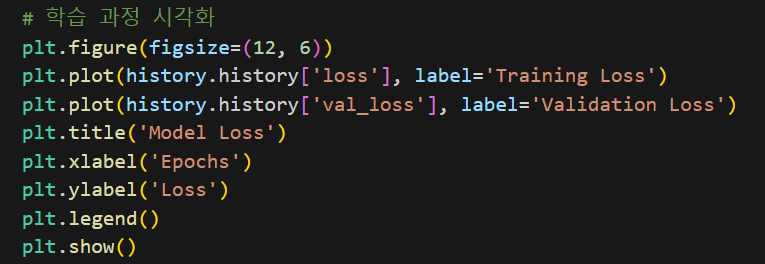 # 학습 과정 시각화
plt.figure(figsize=(12, 6))
plt.plot(history.history['loss'], label='Training Loss')
plt.plot(history.history['val_loss'], label='Validation Loss')
plt.title('Model Loss')
plt.xlabel('Epochs')
plt.ylabel('Loss')
plt.legend()
plt.show()